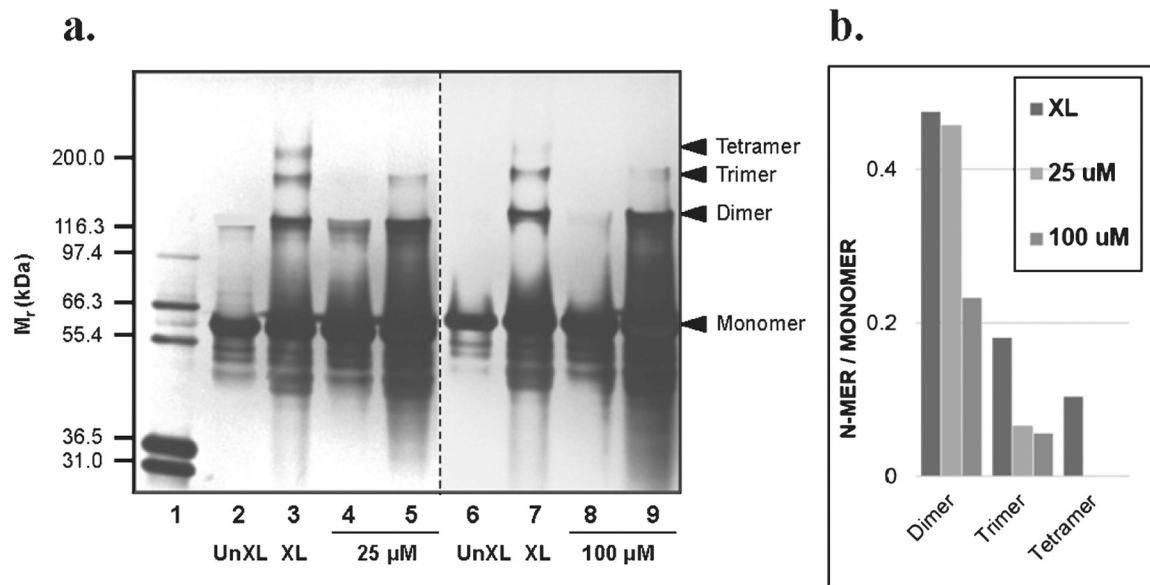 a.
200.0
116.3
97.4
66.3
55.4
36.5
31.0
Mr (kDa)
Tetramer
Trimer
Dimer
Monomer
1 2 3 4 5 6 7 8 9
UnXL XL 25 µM UnXL XL 100 µM
b.
XL
25 uM
100 uM
N-MER / MONOMER
0.4
0.2
0
Dimer
Trimer
Tetramer